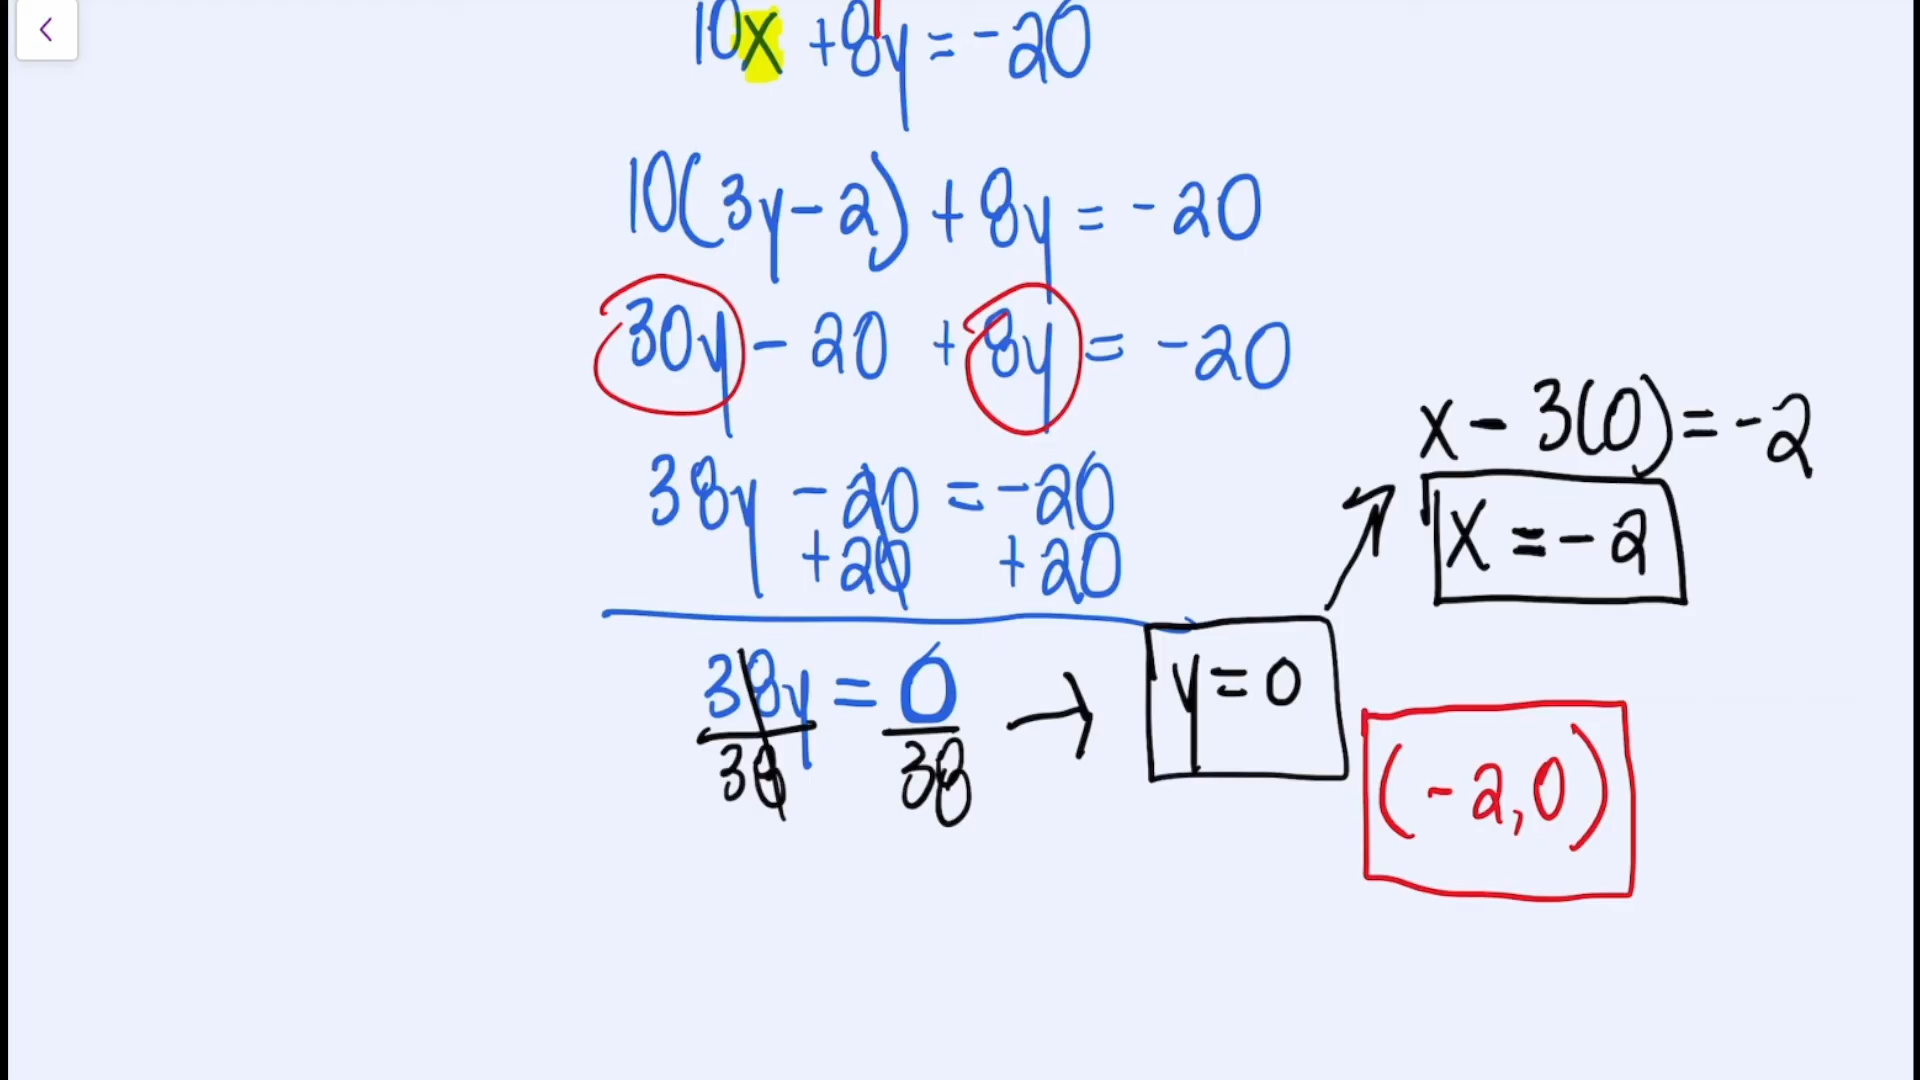 10x + 8y = -20
10(3y - 2) + 8y = -20
30y - 20 + 8y = -20
38y - 20 = -20
+20 +20
38y = 0
38 38
y = 0
x - 3(0) = -2
x = -2
(-2, 0)